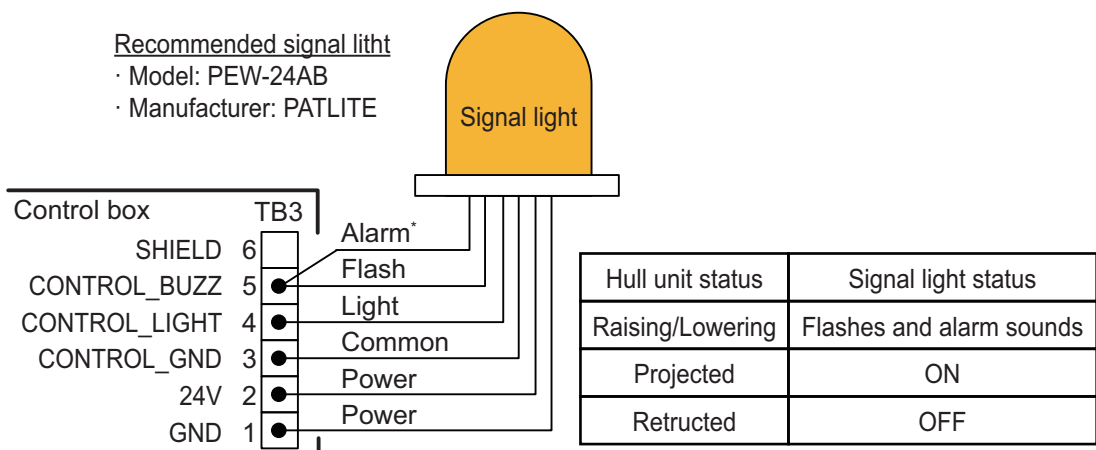 Recommended signal litht
· Model: PEW-24AB
· Manufacturer: PATLITE
Signal light
Control box TB3
SHIELD 6
CONTROL_BUZZ 5
CONTROL_LIGHT 4
CONTROL_GND 3
24V 2
GND 1
Alarm*
Flash
Light
Common
Power
Power
Hull unit status Signal light status
Raising/Lowering Flashes and alarm sounds
Projected ON
Retructed OFF